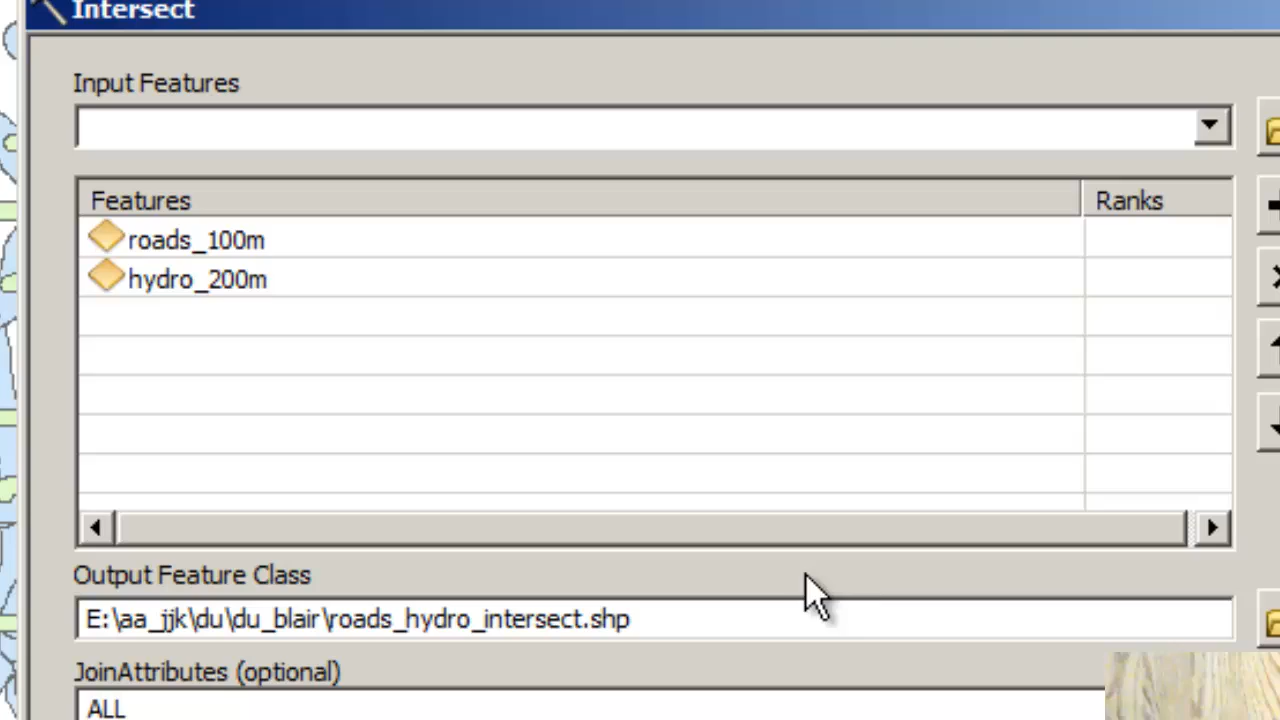 Intersect
Input Features
Features Ranks
roads_100m
hydro_200m
Output Feature Class
E:\aa_jjk\du\du_blair\roads_hydro_intersect.shp
JoinAttributes (optional)
ALL